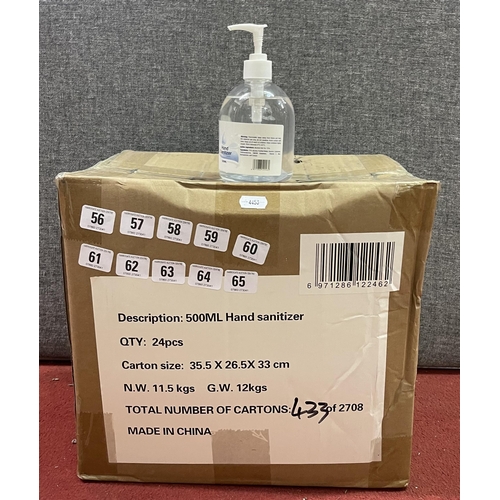 hand
sanitizer
56 57 58 59 60
61 62 63 64 65
6 971286 122462
Description: 500ML Hand sanitizer
QTY: 24pcs
Carton size: 35.5 X 26.5X 33 cm
N.W. 11.5 kgs G.W. 12kgs
TOTAL NUMBER OF CARTONS: 433 of 2708
MADE IN CHINA